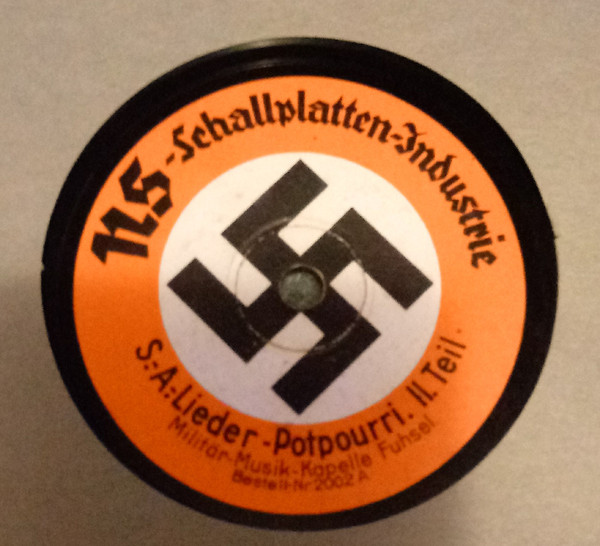 NS-Schallplatten-Industrie
S.:A.:Lieder-Potpourri. II. Teil.
Militär-Musik-Kapelle Fuhsel
Bestell-Nr 2002 A